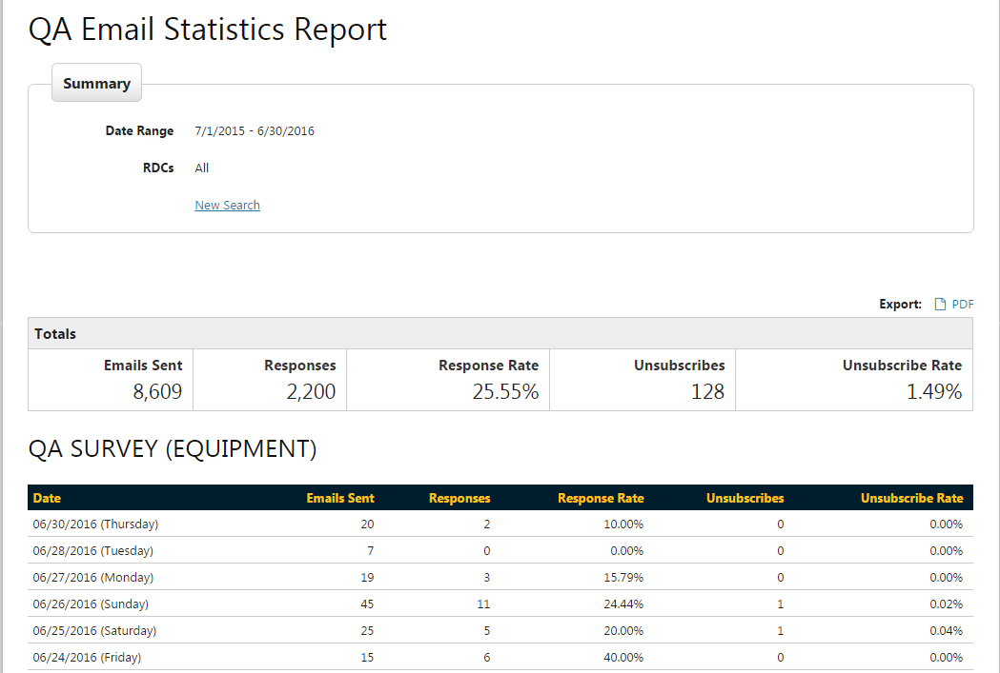 QA Email Statistics Report
Summary
Date Range 7/1/2015 - 6/30/2016
RDCs All
New Search
Export: PDF
Totals
Emails Sent Responses Response Rate Unsubscribes Unsubscribe Rate
8,609 2,200 25.55% 128 1.49%
QA SURVEY (EQUIPMENT)
Date Emails Sent Responses Response Rate Unsubscribes Unsubscribe Rate
06/30/2016 (Thursday) 20 2 10.00% 0 0.00%
06/28/2016 (Tuesday) 7 0 0.00% 0 0.00%
06/27/2016 (Monday) 19 3 15.79% 0 0.00%
06/26/2016 (Sunday) 45 11 24.44% 1 0.02%
06/25/2016 (Saturday) 25 5 20.00% 1 0.04%
06/24/2016 (Friday) 15 6 40.00% 0 0.00%